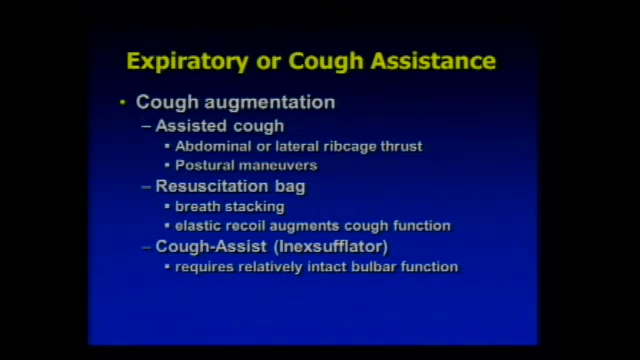 Expiratory or Cough Assistance
• Cough augmentation
– Assisted cough
▪ Abdominal or lateral ribcage thrust
▪ Postural maneuvers
– Resuscitation bag
▪ breath stacking
▪ elastic recoil augments cough function
– Cough-Assist (Inexsufflator)
▪ requires relatively intact bulbar function